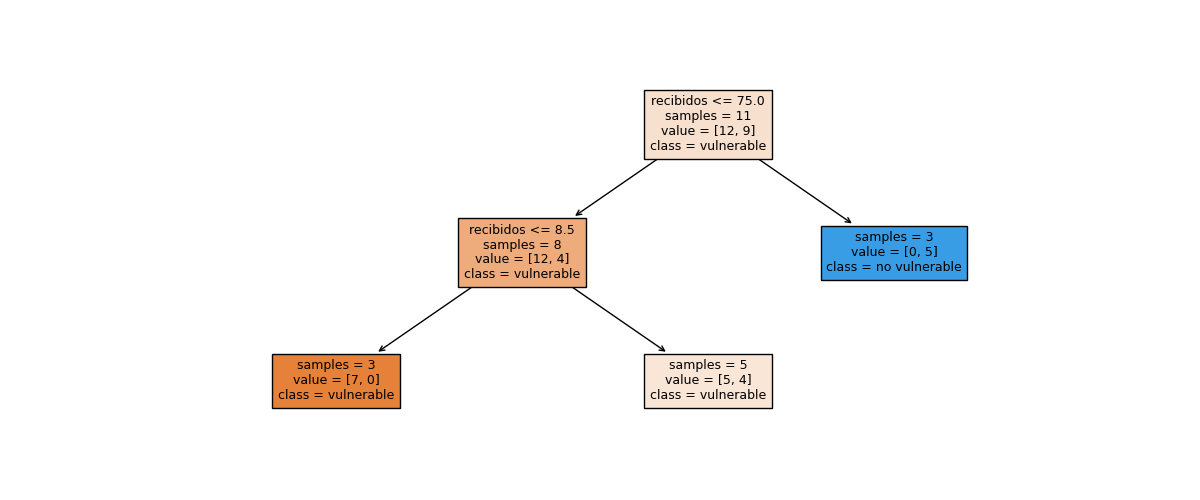 recibidos <= 75.0
samples = 11
value = [12, 9]
class = vulnerable
recibidos <= 8.5
samples = 8
value = [12, 4]
class = vulnerable
samples = 3
value = [0, 5]
class = no vulnerable
samples = 3
value = [7, 0]
class = vulnerable
samples = 5
value = [5, 4]
class = vulnerable